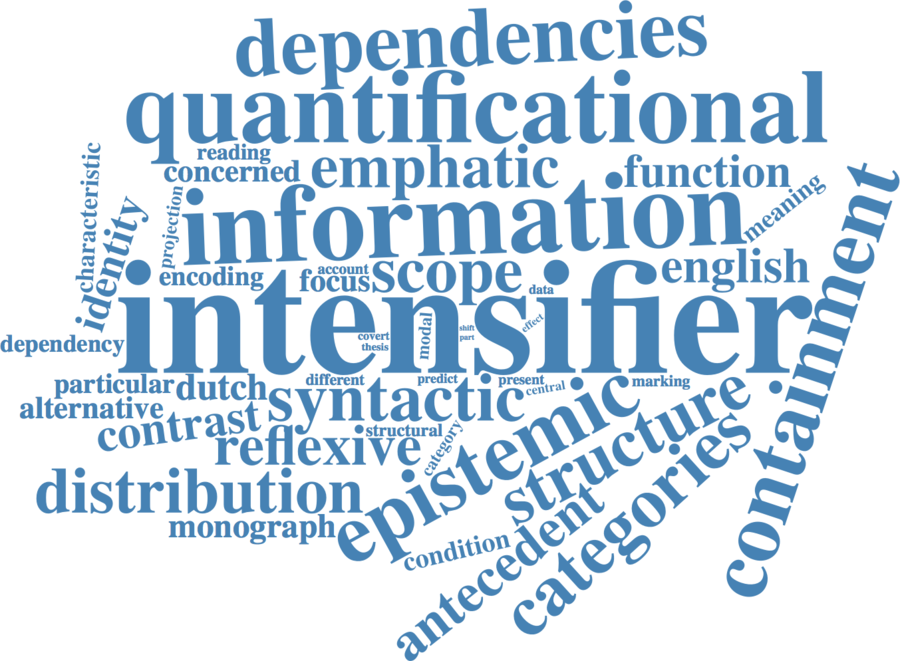 dependencies
quantificational
reading
concerned
emphatic
function
characteristic
projection
identity
information
meaning
containment
encoding
account
focus
scope
english
data
intensifier
dependency
covert
thesis
modal
shift
part
effect
particular
dutch
different
predict
present
central
marking
alternative
contrast
syntactic
reflexive
structural
category
epistemic
structure
distribution
monograph
condition
antecedent
categories